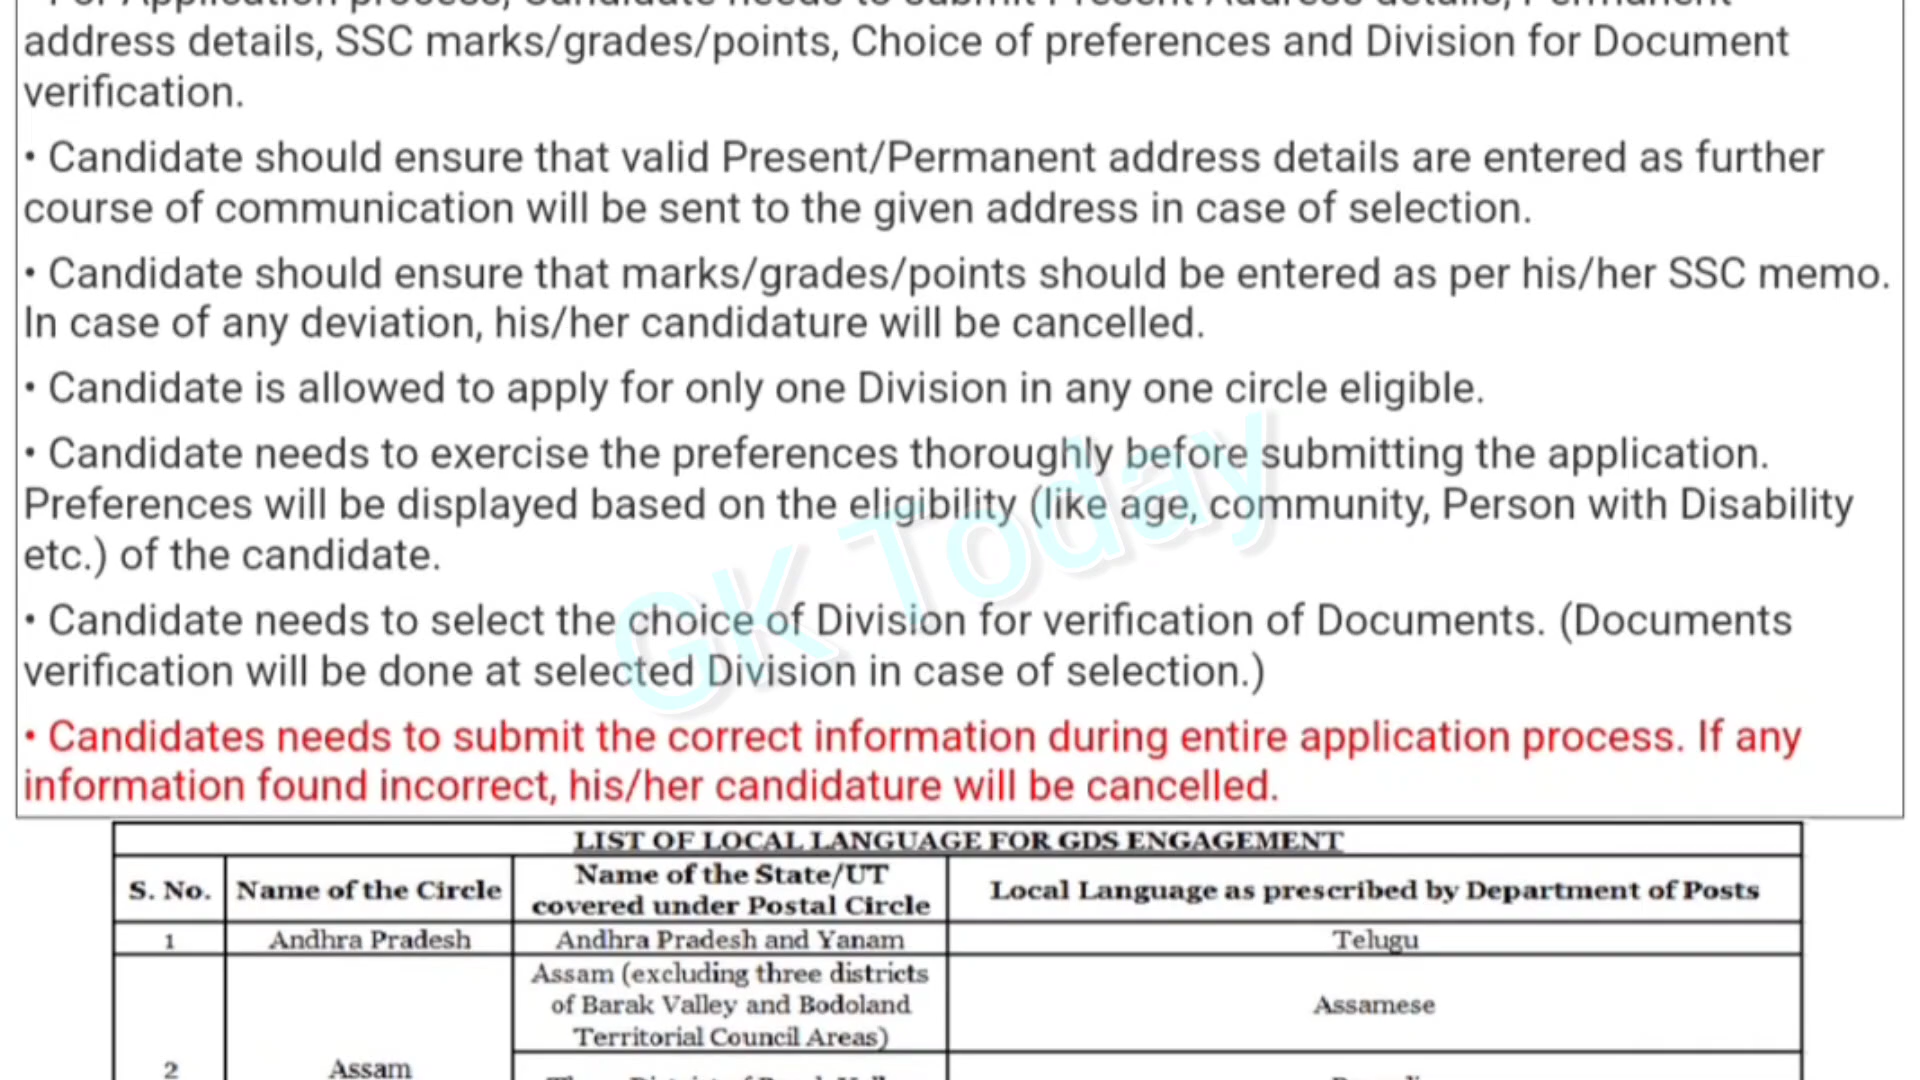 For Application process, Candidate needs to submit Present Address details, Permanent
address details, SSC marks/grades/points, Choice of preferences and Division for Document
verification.
• Candidate should ensure that valid Present/Permanent address details are entered as further
course of communication will be sent to the given address in case of selection.
• Candidate should ensure that marks/grades/points should be entered as per his/her SSC memo.
In case of any deviation, his/her candidature will be cancelled.
• Candidate is allowed to apply for only one Division in any one circle eligible.
• Candidate needs to exercise the preferences thoroughly before submitting the application.
Preferences will be displayed based on the eligibility (like age, community, Person with Disability
etc.) of the candidate.
• Candidate needs to select the choice of Division for verification of Documents. (Documents
verification will be done at selected Division in case of selection.)
• Candidates needs to submit the correct information during entire application process. If any
information found incorrect, his/her candidature will be cancelled.
GK Today
LIST OF LOCAL LANGUAGE FOR GDS ENGAGEMENT
S. No.
Name of the Circle
Name of the State/UT
covered under Postal Circle
Local Language as prescribed by Department of Posts
1
Andhra Pradesh
Andhra Pradesh and Yanam
Telugu
2
Assam
Assam (excluding three districts
of Barak Valley and Bodoland
Territorial Council Areas)
Assamese